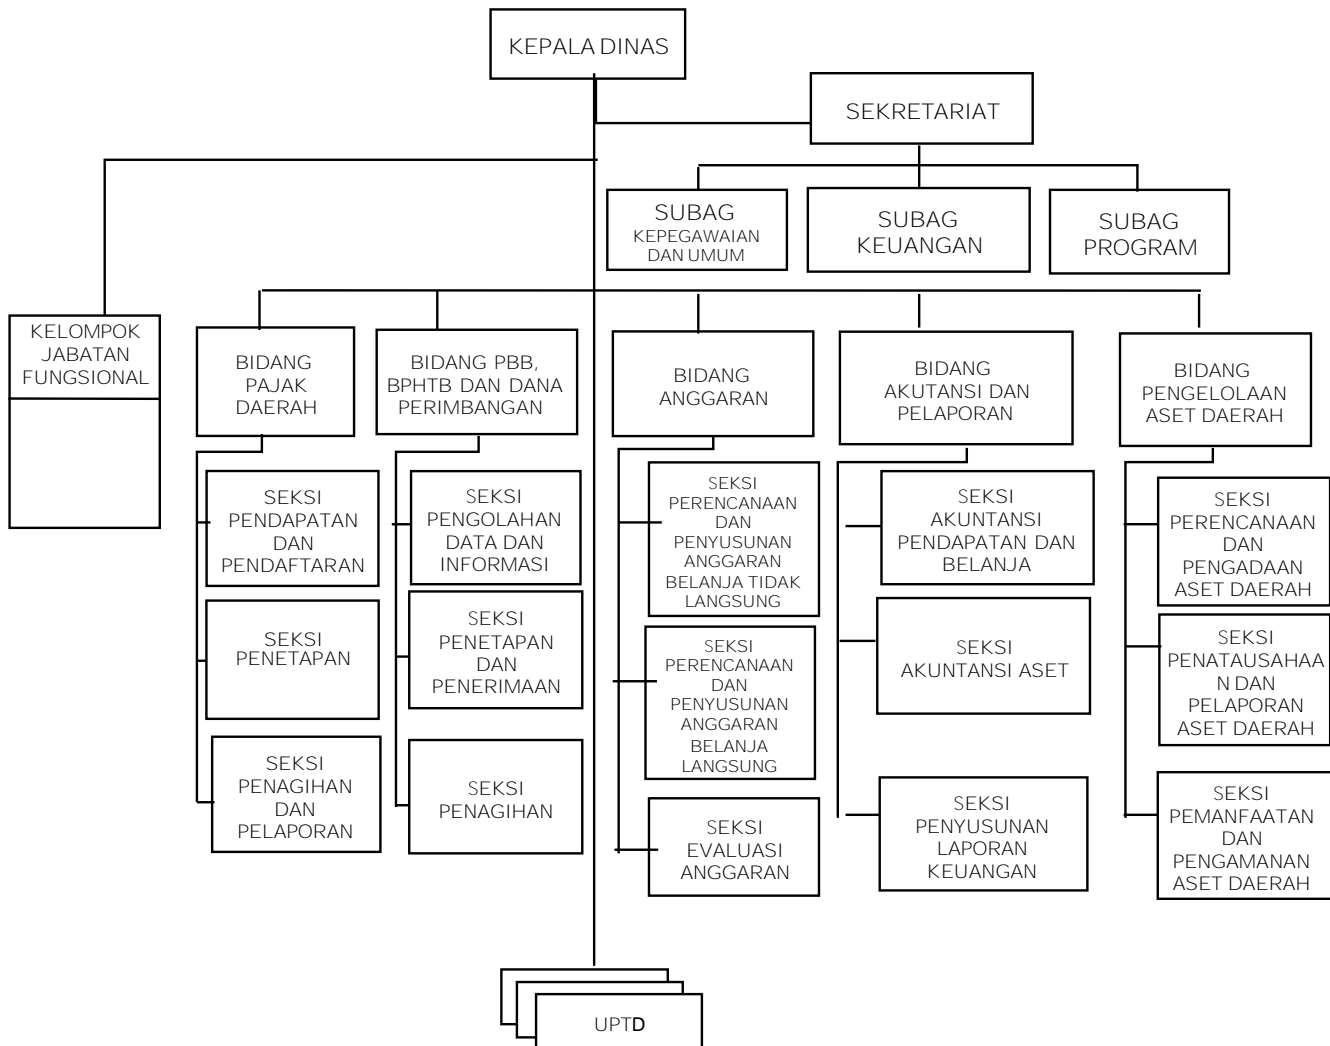 KEPALA DINAS
SEKRETARIAT
SUBAG
KEPEGAWAIAN
DAN UMUM
SUBAG
KEUANGAN
SUBAG
PROGRAM
KELOMPOK
JABATAN
FUNGSIONAL
BIDANG
PAJAK
DAERAH
BIDANG PBB,
BPHTB DAN DANA
PERIMBANGAN
BIDANG
ANGGARAN
BIDANG
AKUTANSI DAN
PELAPORAN
BIDANG
PENGELOLAAN
ASET DAERAH
SEKSI
PENDAPATAN
DAN
PENDAFTARAN
SEKSI
PENGOLAHAN
DATA DAN
INFORMASI
SEKSI
PERENCANAAN
DAN
PENYUSUNAN
ANGGARAN
BELANJA TIDAK
LANGSUNG
SEKSI
AKUNTANSI
PENDAPATAN DAN
BELANJA
SEKSI
PERENCANAAN
DAN
PENGADAAN
ASET DAERAH
SEKSI
PENETAPAN
SEKSI
PENETAPAN
DAN
PENERIMAAN
SEKSI
PERENCANAAN
DAN
PENYUSUNAN
ANGGARAN
BELANJA
LANGSUNG
SEKSI
AKUNTANSI ASET
SEKSI
PENATAUSAHAA
N DAN
PELAPORAN
ASET DAERAH
SEKSI
PENAGIHAN
DAN
PELAPORAN
SEKSI
PENAGIHAN
SEKSI
EVALUASI
ANGGARAN
SEKSI
PENYUSUNAN
LAPORAN
KEUANGAN
SEKSI
PEMANFAATAN
DAN
PENGAMANAN
ASET DAERAH
UPTD